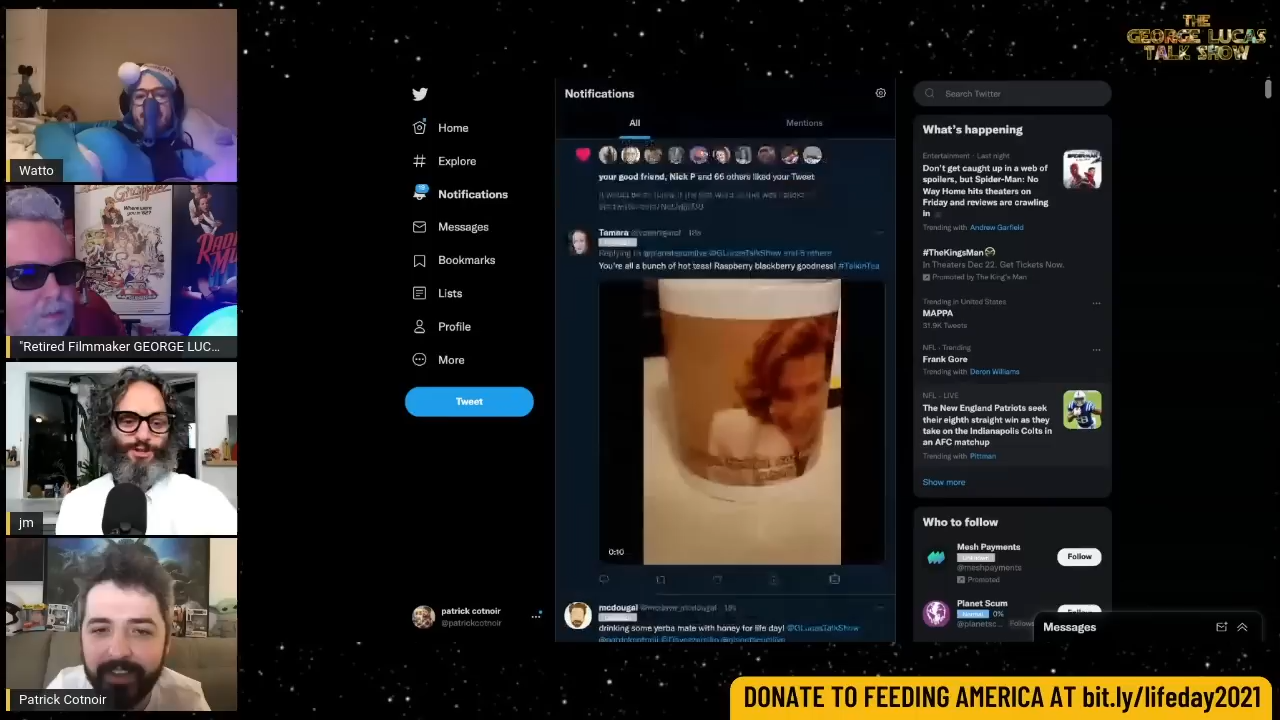 THE
GEORGE LUCAS
TALK SHOW
Watto
"Retired Filmmaker GEORGE LUC...
jm
Patrick Cotnoir
Home
Explore
Notifications
Messages
Bookmarks
Lists
Profile
More
Tweet
patrick cotnoir
@patrickcotnoir
Notifications
All
Mentions
your good friend, Nick P and 66 others liked your Tweet
Tamara
Replying to @GLucasTalkShow and 5 others
You're all a bunch of hot teas! Raspberry blackberry goodness! #TalkinTea
0:10
mcdougal
drinking some yerba mate with honey for life day! @GLucasTalkShow
Search Twitter
What's happening
Entertainment · Last night
Don't get caught up in a web of
spoilers, but Spider-Man: No
Way Home hits theaters on
Friday and reviews are crawling
in
Trending with Andrew Garfield
#TheKingsMan
In Theaters Dec 22. Get Tickets Now.
Promoted by The King's Man
Trending in United States
MAPPA
31.9K Tweets
NFL · Trending
Frank Gore
Trending with Deron Williams
NFL · LIVE
The New England Patriots seek
their eighth straight win as they
take on the Indianapolis Colts in
an AFC matchup
Trending with Pittman
Show more
Who to follow
Mesh Payments
@meshpayments
Promoted
Follow
Planet Scum
0%
@planetsc...
Follows
Messages
DONATE TO FEEDING AMERICA AT bit.ly/lifeday2021